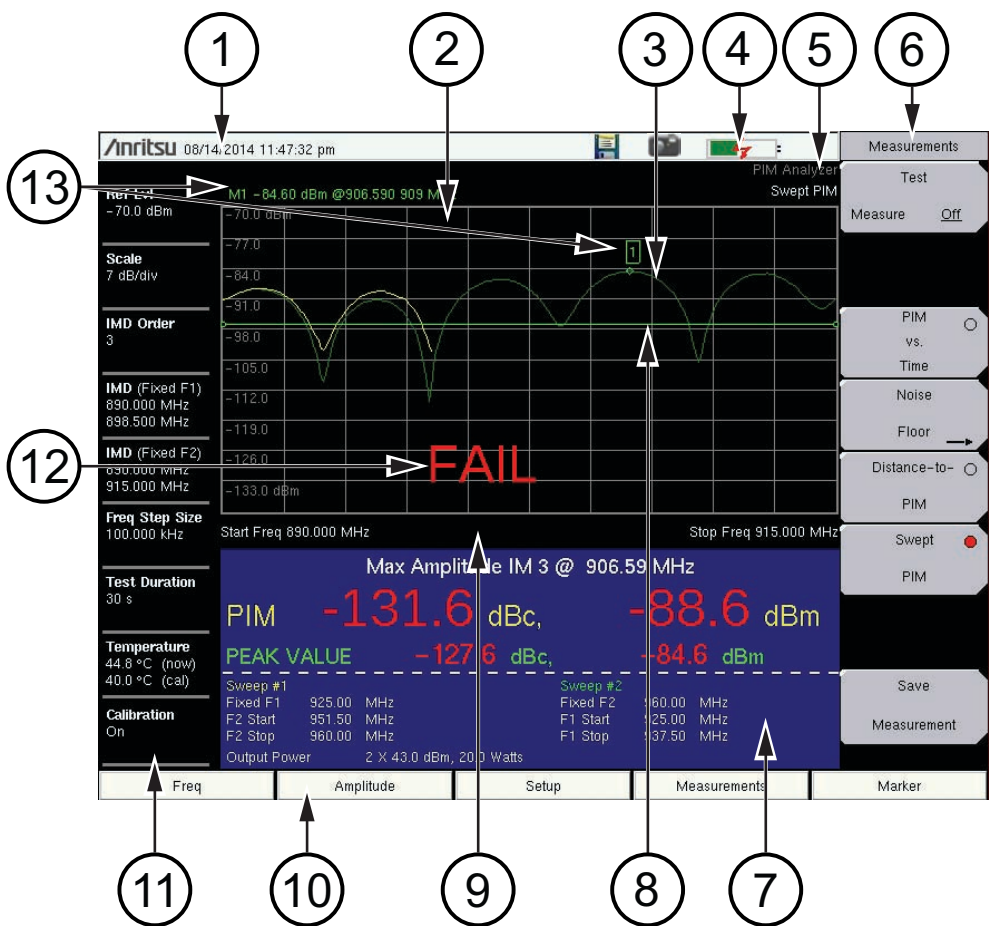 1
2
3
4
5
6
Anritsu 08/14/2014 11:47:32 pm
Measurements
PIM Analyzer
Swept PIM
13
Ref Lvl
-70.0 dBm
M1 -84.60 dBm @906.590 909 M
-70.0 dBm
-77.0
-84.0
-91.0
-98.0
-105.0
-112.0
-119.0
-126.0
-133.0 dBm
1
Scale
7 dB/div
IMD Order
3
IMD (Fixed F1)
890.000 MHz
898.500 MHz
12
IMD (Fixed F2)
890.000 MHz
915.000 MHz
FAIL
Freq Step Size
100.000 kHz
Start Freq 890.000 MHz
Stop Freq 915.000 MHz
Test Duration
30 s
Temperature
44.8 °C (now)
40.0 °C (cal)
Calibration
On
Max Amplitude IM 3 @ 906.59 MHz
PIM -131.6 dBc, -88.6 dBm
PEAK VALUE -127.6 dBc, -84.6 dBm
Sweep #1
Fixed F1 925.00 MHz
F2 Start 951.50 MHz
F2 Stop 960.00 MHz
Sweep #2
Fixed F2 960.00 MHz
F1 Start 925.00 MHz
F1 Stop 937.50 MHz
Output Power 2 X 43.0 dBm, 20.0 Watts
Test
Measure Off
PIM
vs.
Time
Noise
Floor
Distance-to-
PIM
Swept
PIM
Save
Measurement
Freq
Amplitude
Setup
Measurements
Marker
11
10
9
8
7